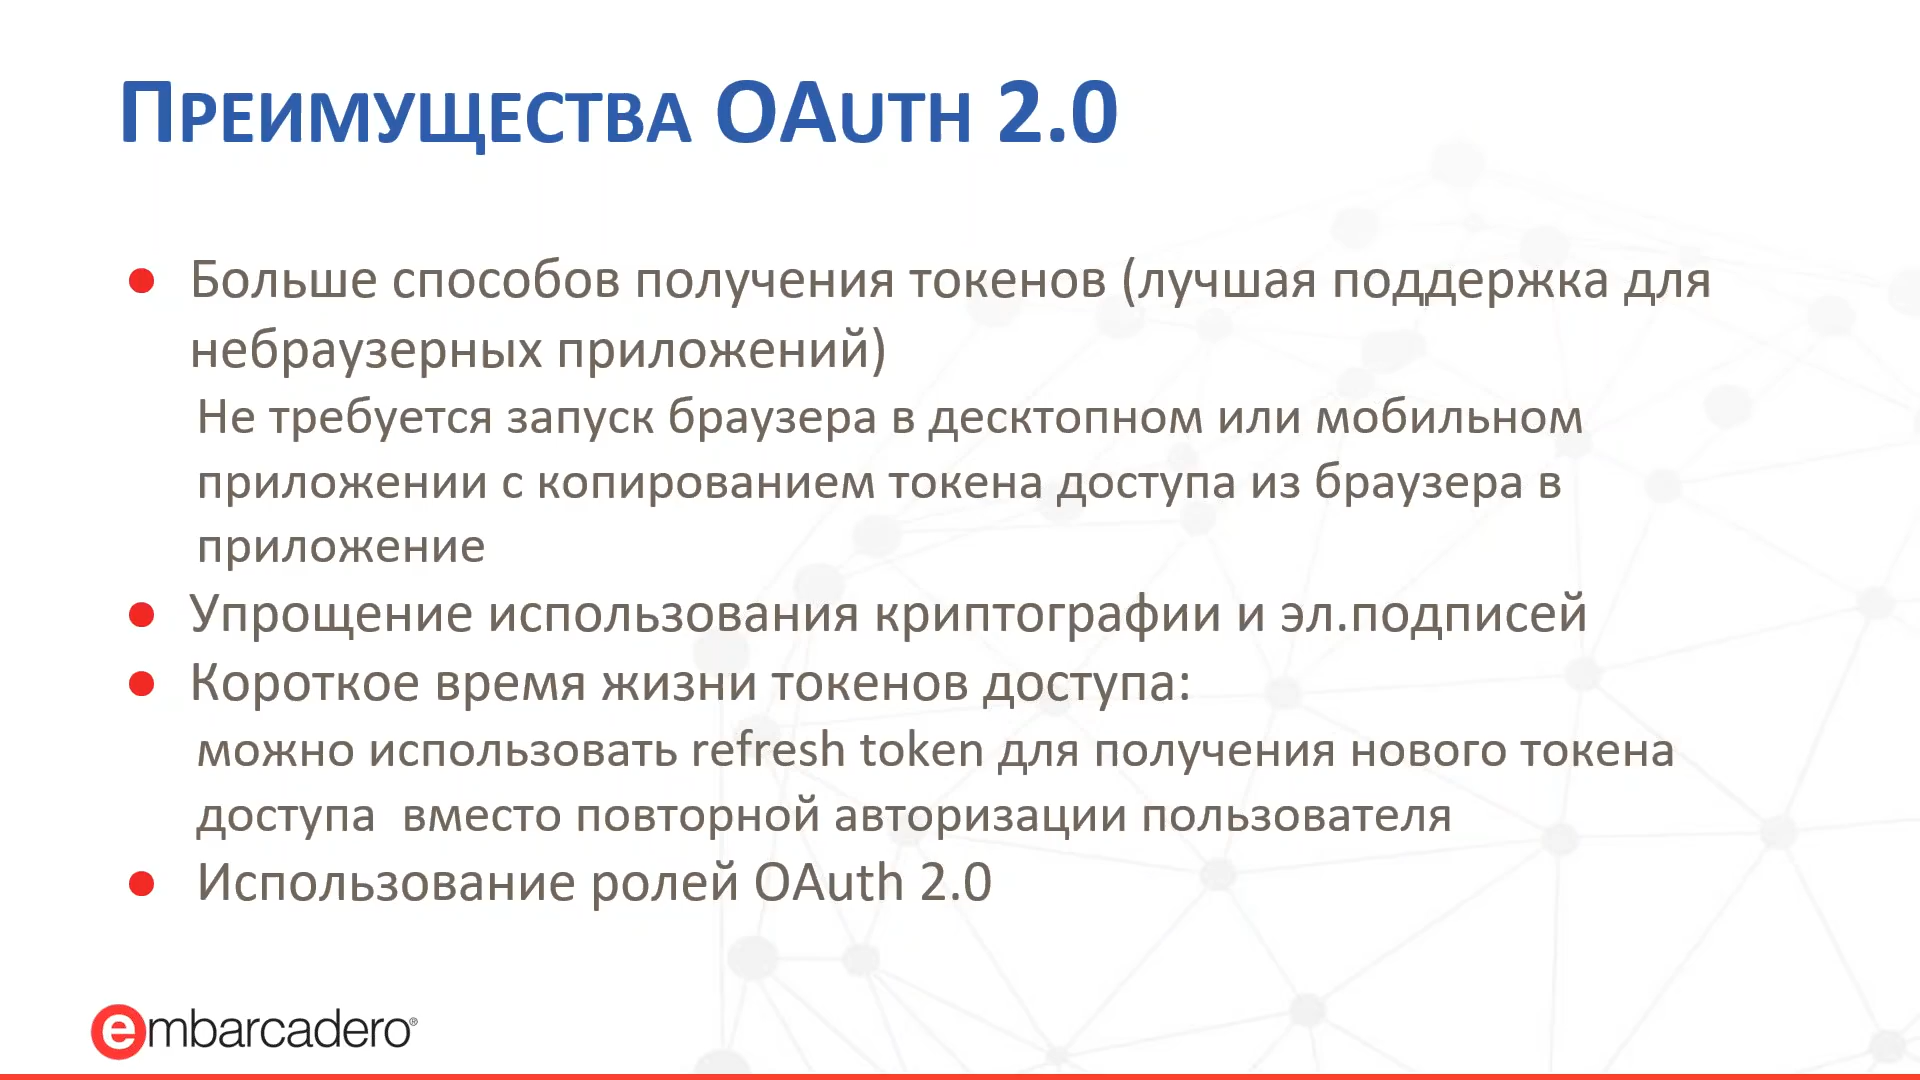 Преимущества OAuth 2.0
● Больше способов получения токенов (лучшая поддержка для
небраузерных приложений)
Не требуется запуск браузера в десктопном или мобильном
приложении с копированием токена доступа из браузера в
приложение
● Упрощение использования криптографии и эл.подписей
● Короткое время жизни токенов доступа:
можно использовать refresh token для получения нового токена
доступа  вместо повторной авторизации пользователя
● Использование ролей OAuth 2.0
embarcadero®